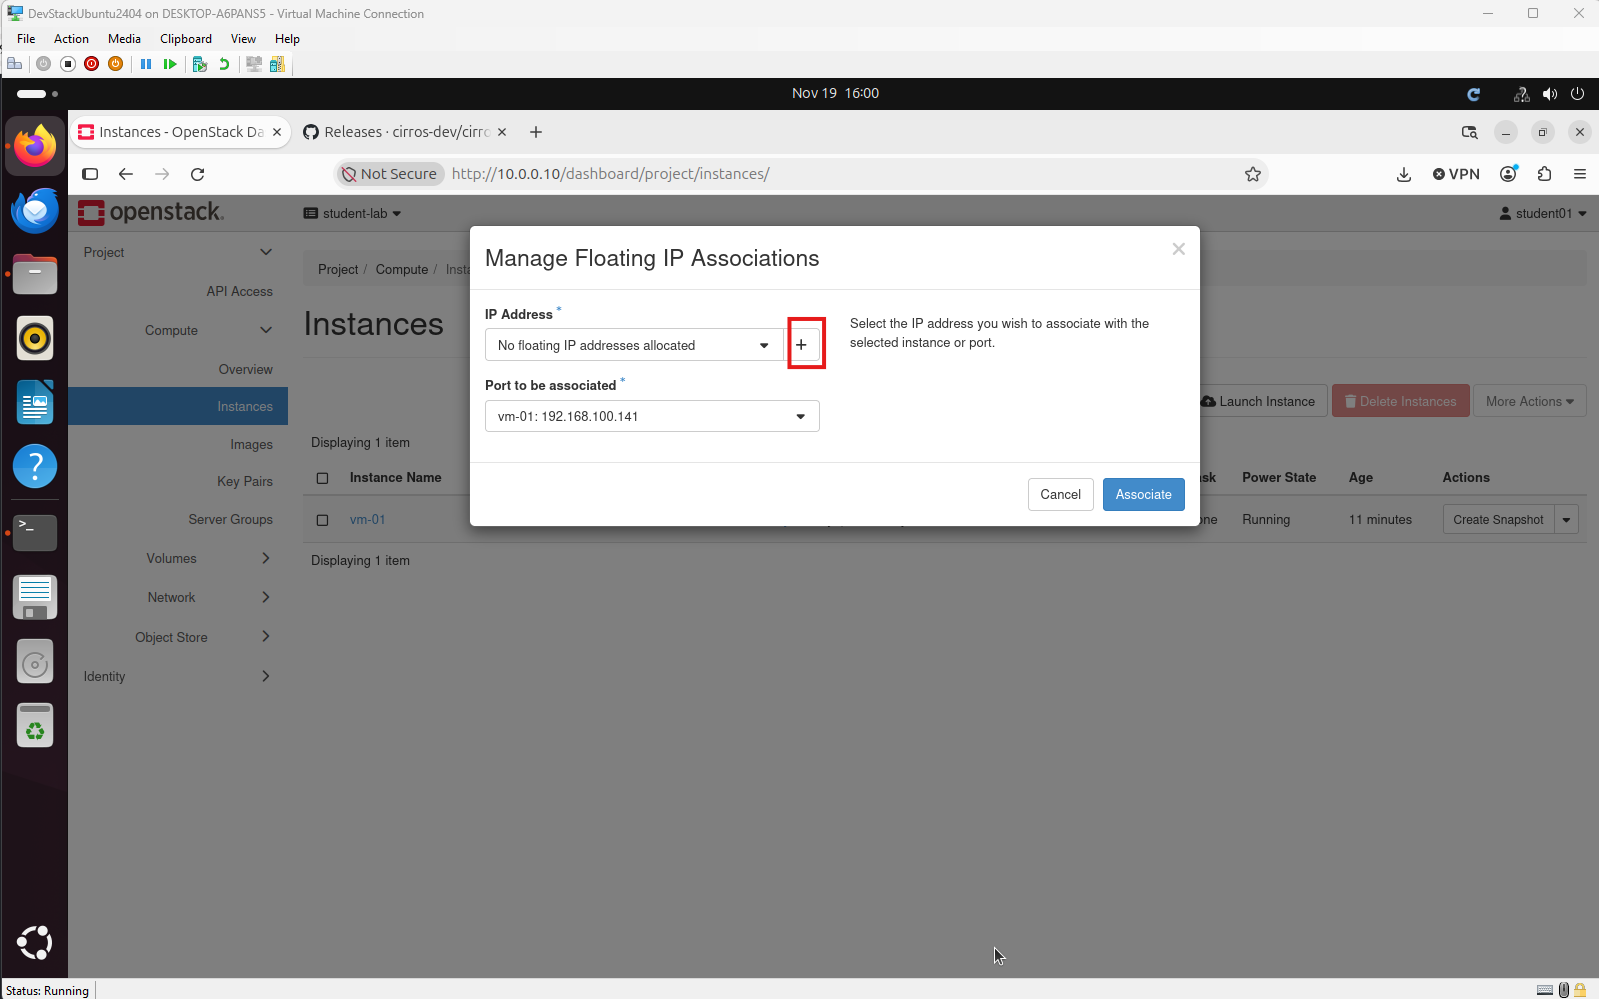 DevStackUbuntu2404 on DESKTOP-A6PANS5 - Virtual Machine Connection
File Action Media Clipboard View Help
Nov 19 16:00
Instances - OpenStack Da
Releases · cirros-dev/cirro
Not Secure
http://10.0.0.10/dashboard/project/instances/
VPN
openstack.
student-lab
student01
Project
API Access
Compute
Overview
Instances
Images
Key Pairs
Server Groups
Volumes
Network
Object Store
Identity
Project / Compute / Insta
Instances
Manage Floating IP Associations
IP Address *
No floating IP addresses allocated
+
Port to be associated *
vm-01: 192.168.100.141
Select the IP address you wish to associate with the
selected instance or port.
Cancel
Associate
Launch Instance
Delete Instances
More Actions
Displaying 1 item
Instance Name sk Power State Age Actions
vm-01 one Running 11 minutes Create Snapshot
Displaying 1 item
Status: Running